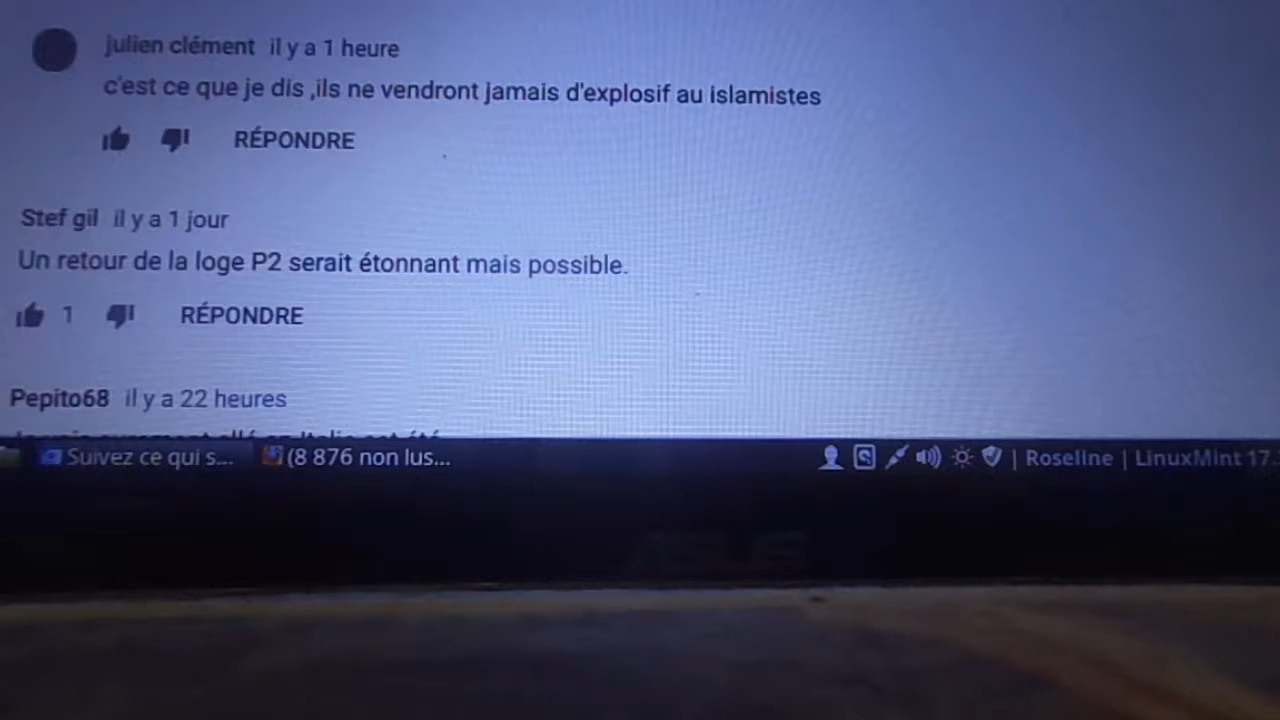 julien clément il y a 1 heure
c'est ce que je dis ,ils ne vendront jamais d'explosif au islamistes
RÉPONDRE
Stef gil il y a 1 jour
Un retour de la loge P2 serait étonnant mais possible.
1 RÉPONDRE
Pepito68 il y a 22 heures
Suivez ce qui s... (8 876 non lus... | Roseline | LinuxMint 17.
ASUS